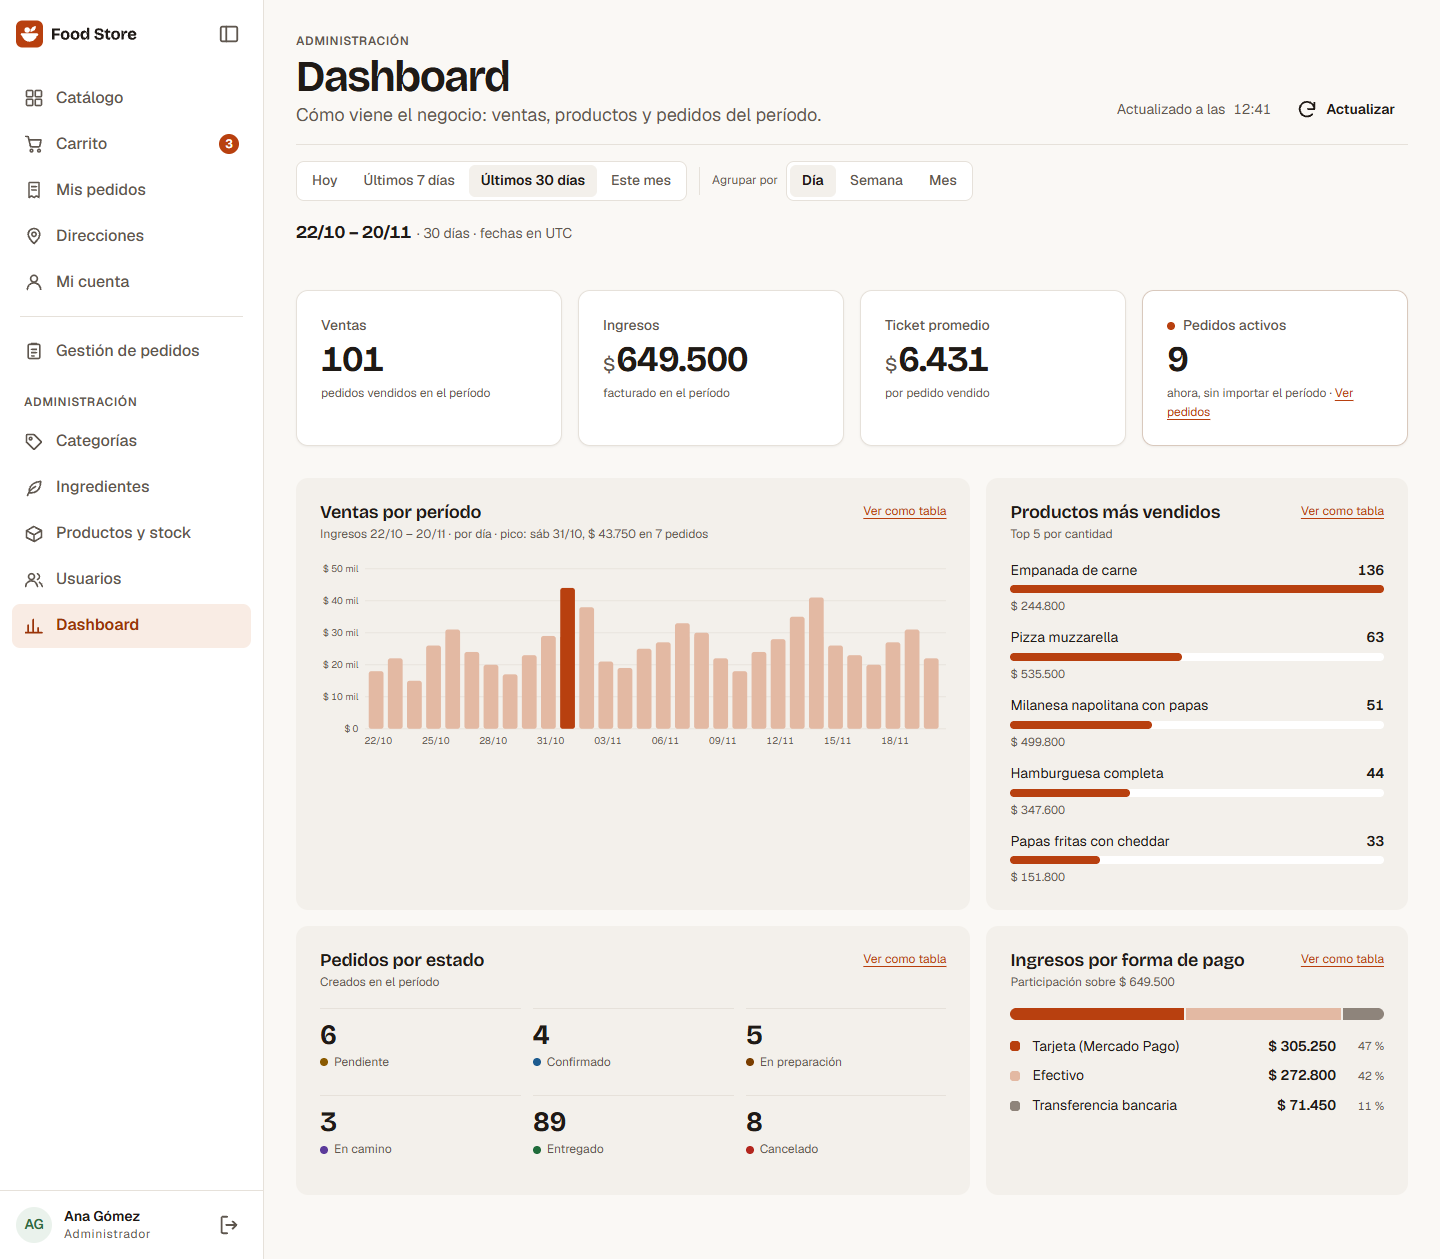 Food Store
Catálogo
Carrito 3
Mis pedidos
Direcciones
Mi cuenta
Gestión de pedidos
ADMINISTRACIÓN
Categorías
Ingredientes
Productos y stock
Usuarios
Dashboard
AG
Ana Gómez
Administrador
ADMINISTRACIÓN
Dashboard
Cómo viene el negocio: ventas, productos y pedidos del período.
Actualizado a las 12:41 Actualizar
Hoy Últimos 7 días Últimos 30 días Este mes Agrupar por Día Semana Mes
22/10 – 20/11 · 30 días · fechas en UTC
Ventas
101
pedidos vendidos en el período
Ingresos
$649.500
facturado en el período
Ticket promedio
$6.431
por pedido vendido
Pedidos activos
9
ahora, sin importar el período · Ver
pedidos
Ventas por período Ver como tabla
Ingresos 22/10 – 20/11 · por día · pico: sáb 31/10, $ 43.750 en 7 pedidos
$ 50 mil
$ 40 mil
$ 30 mil
$ 20 mil
$ 10 mil
$ 0
22/10 25/10 28/10 31/10 03/11 06/11 09/11 12/11 15/11 18/11
Productos más vendidos Ver como tabla
Top 5 por cantidad
Empanada de carne 136
$ 244.800
Pizza muzzarella 63
$ 535.500
Milanesa napolitana con papas 51
$ 499.800
Hamburguesa completa 44
$ 347.600
Papas fritas con cheddar 33
$ 151.800
Pedidos por estado Ver como tabla
Creados en el período
6
Pendiente
4
Confirmado
5
En preparación
3
En camino
89
Entregado
8
Cancelado
Ingresos por forma de pago Ver como tabla
Participación sobre $ 649.500
Tarjeta (Mercado Pago) $ 305.250 47 %
Efectivo $ 272.800 42 %
Transferencia bancaria $ 71.450 11 %